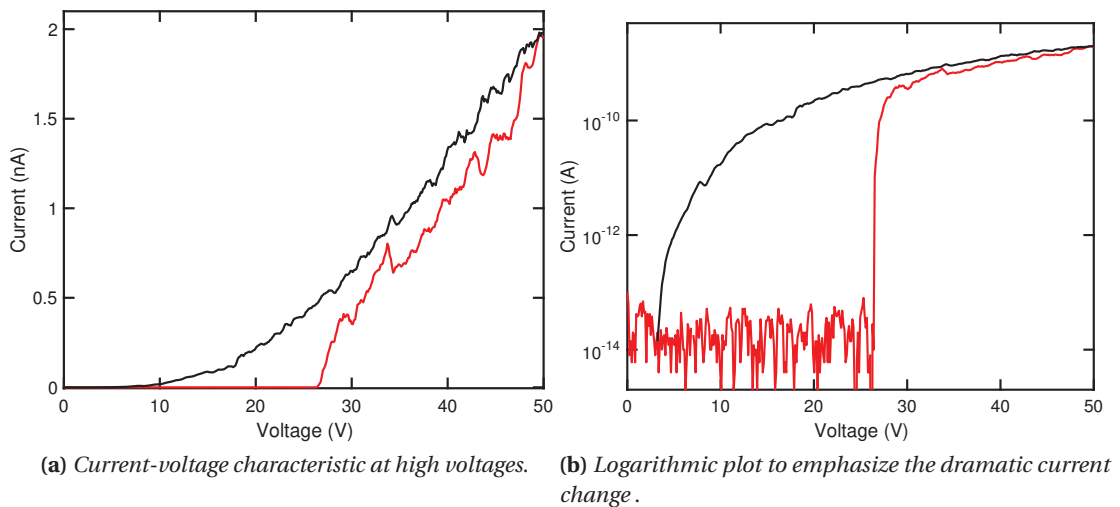 2
1.5
1
0.5
0
Current (nA)
0 10 20 30 40 50
Voltage (V)
(a) Current-voltage characteristic at high voltages.
10⁻¹⁰
10⁻¹²
10⁻¹⁴
Current (A)
0 10 20 30 40 50
Voltage (V)
(b) Logarithmic plot to emphasize the dramatic current
change .